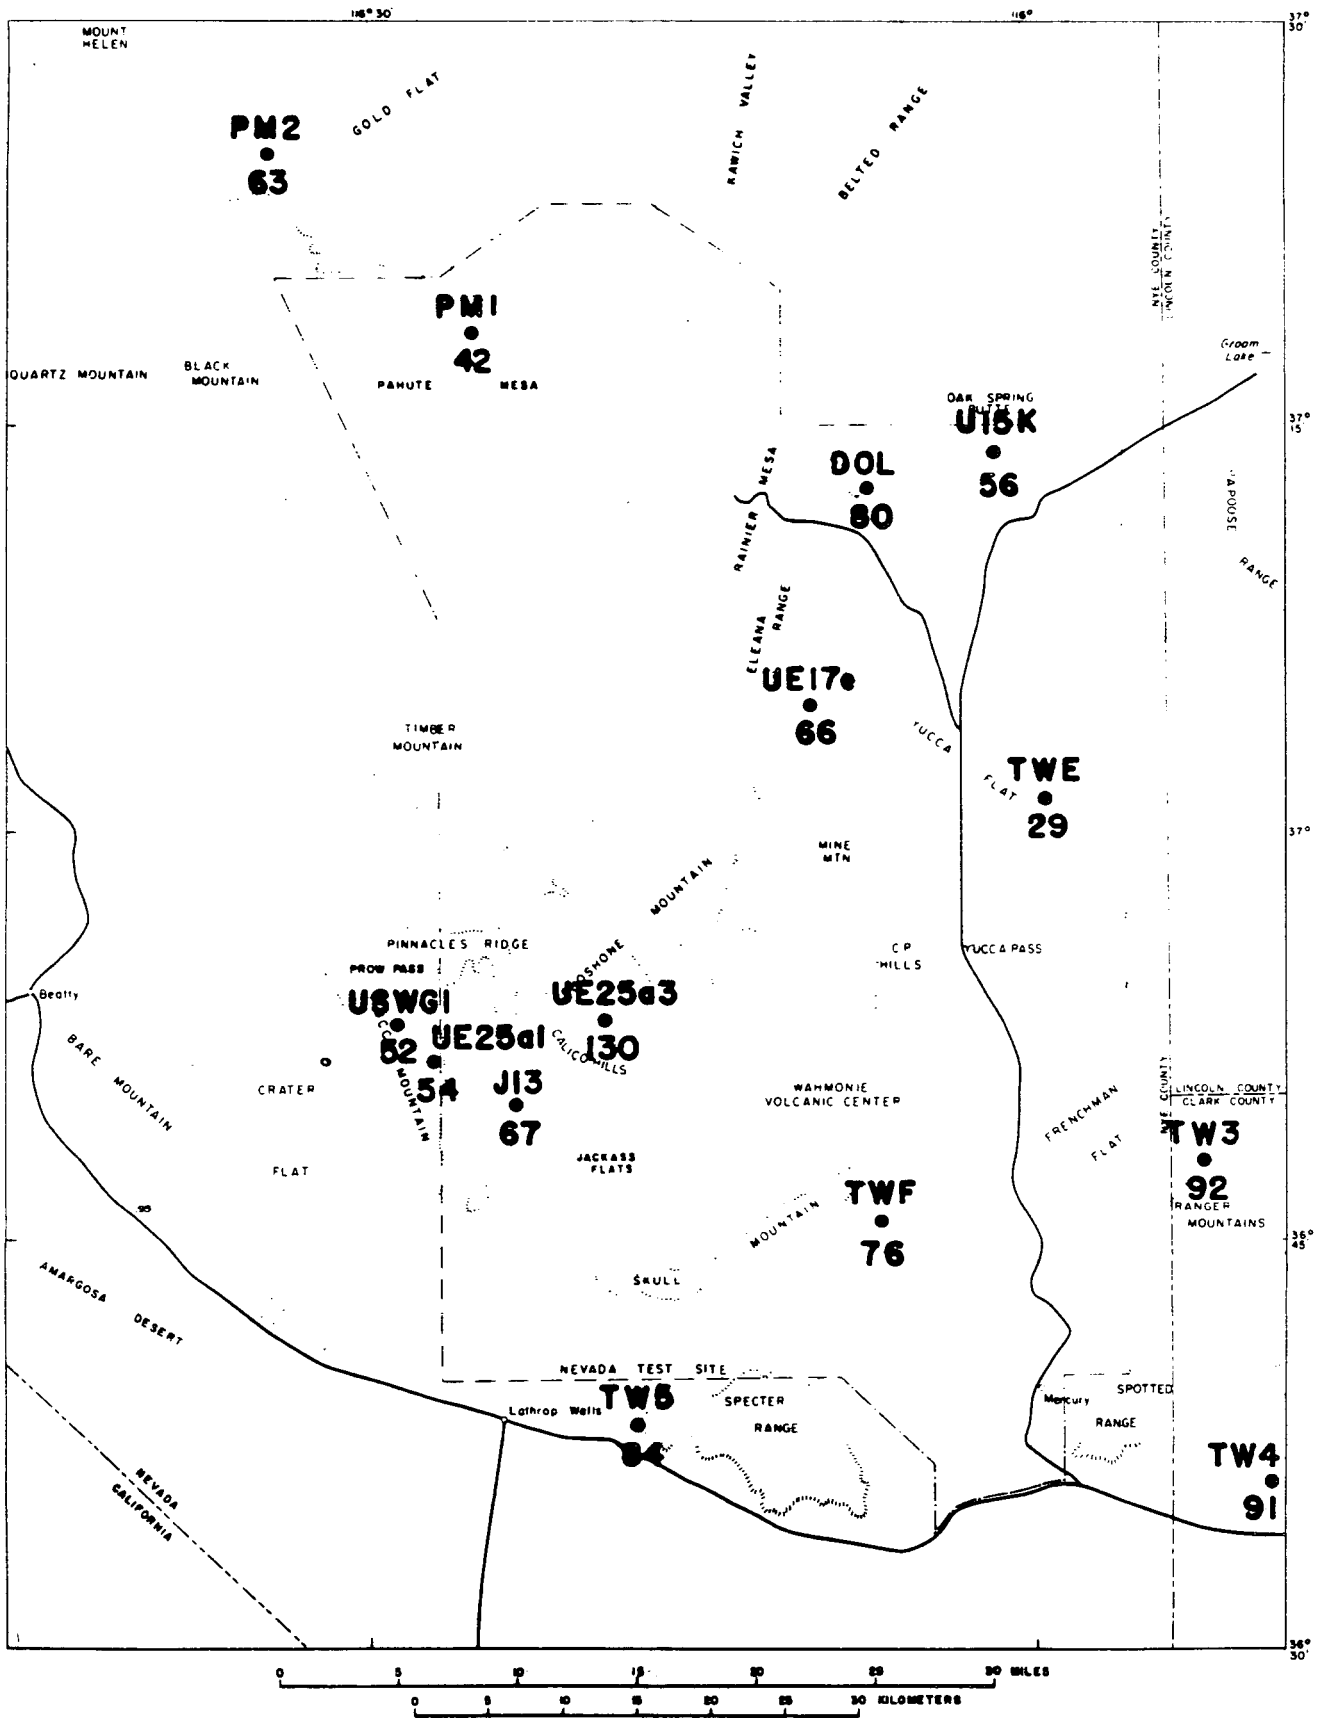 116° 30'
116°
37° 30'
MOUNT
HELEN
GOLD FLAT
KAWICH VALLEY
BELTED RANGE
PM2
63
NYE COUNTY
LINCOLN COUNTY
PM1
42
QUARTZ MOUNTAIN
BLACK
MOUNTAIN
PAHUTE MESA
Groom
Lake
OAK SPRING
BUTTE
U15K
56
37°
15'
DOL
80
RAINIER MESA
PAPOOSE
RANGE
ELEANA
RANGE
UE17e
66
TIMBER
MOUNTAIN
YUCCA
FLAT
TWE
29
37°
MINE
MTN
SHOSHONE MOUNTAIN
PINNACLES RIDGE
C P
HILLS
YUCCA PASS
PROW PASS
Beatty
USWG1
52
UE25a3
130
UE25a1
54
CALICO HILLS
BARE MOUNTAIN
MOUNTAIN
CRATER
FLAT
J13
67
WAHMONIE
VOLCANIC CENTER
FRENCHMAN
FLAT
NYE COUNTY
LINCOLN COUNTY
CLARK COUNTY
TW3
92
JACKASS
FLATS
RANGER
MOUNTAINS
95
TWF
76
36°
45'
SKULL MOUNTAIN
AMARGOSA
DESERT
NEVADA TEST SITE
TW5
Lathrop Wells
SPECTER
RANGE
Mercury
SPOTTED
RANGE
TW4
91
NEVADA
CALIFORNIA
36°
30'
0 5 10 15 20 25 30 MILES
0 5 10 15 20 25 30 KILOMETERS